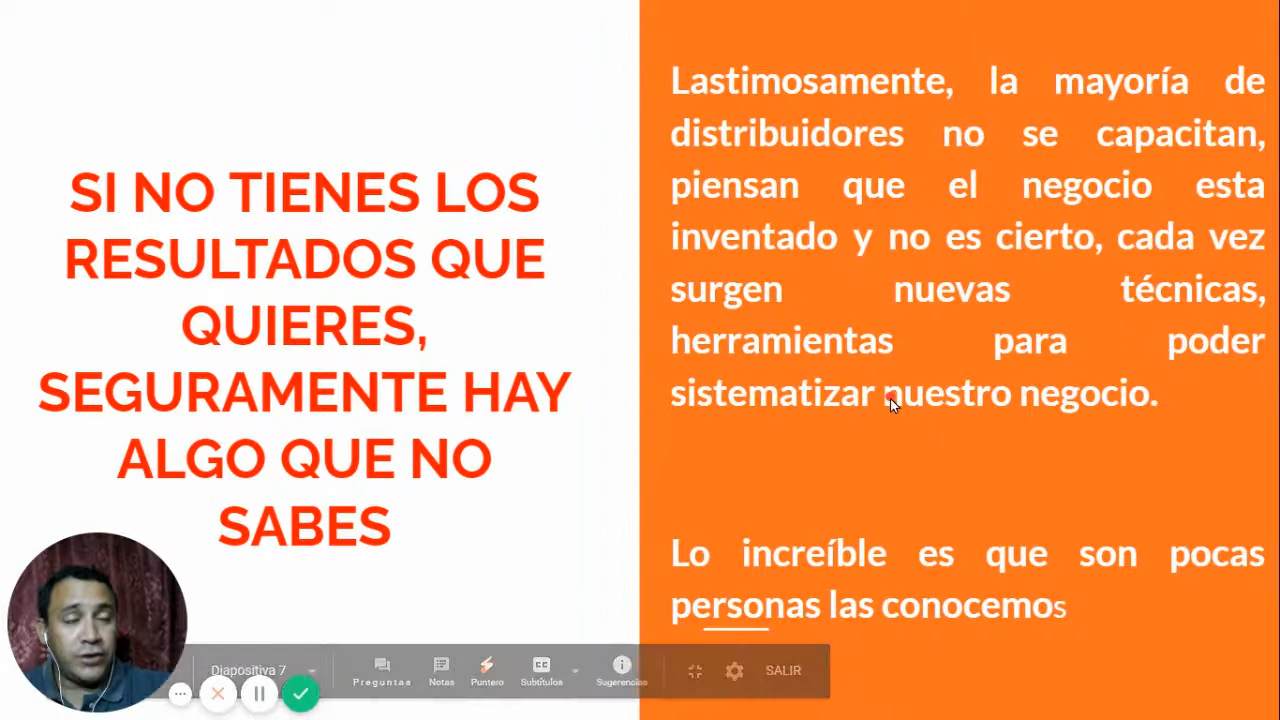 SI NO TIENES LOS
RESULTADOS QUE
QUIERES,
SEGURAMENTE HAY
ALGO QUE NO
SABES
Lastimosamente, la mayoría de
distribuidores no se capacitan,
piensan que el negocio esta
inventado y no es cierto, cada vez
surgen nuevas técnicas,
herramientas para poder
sistematizar nuestro negocio.
Lo increíble es que son pocas
personas las conocemos
Diapositiva 7
Preguntas
Notas
Puntero
CC
Subtítulos
Sugerencias
SALIR